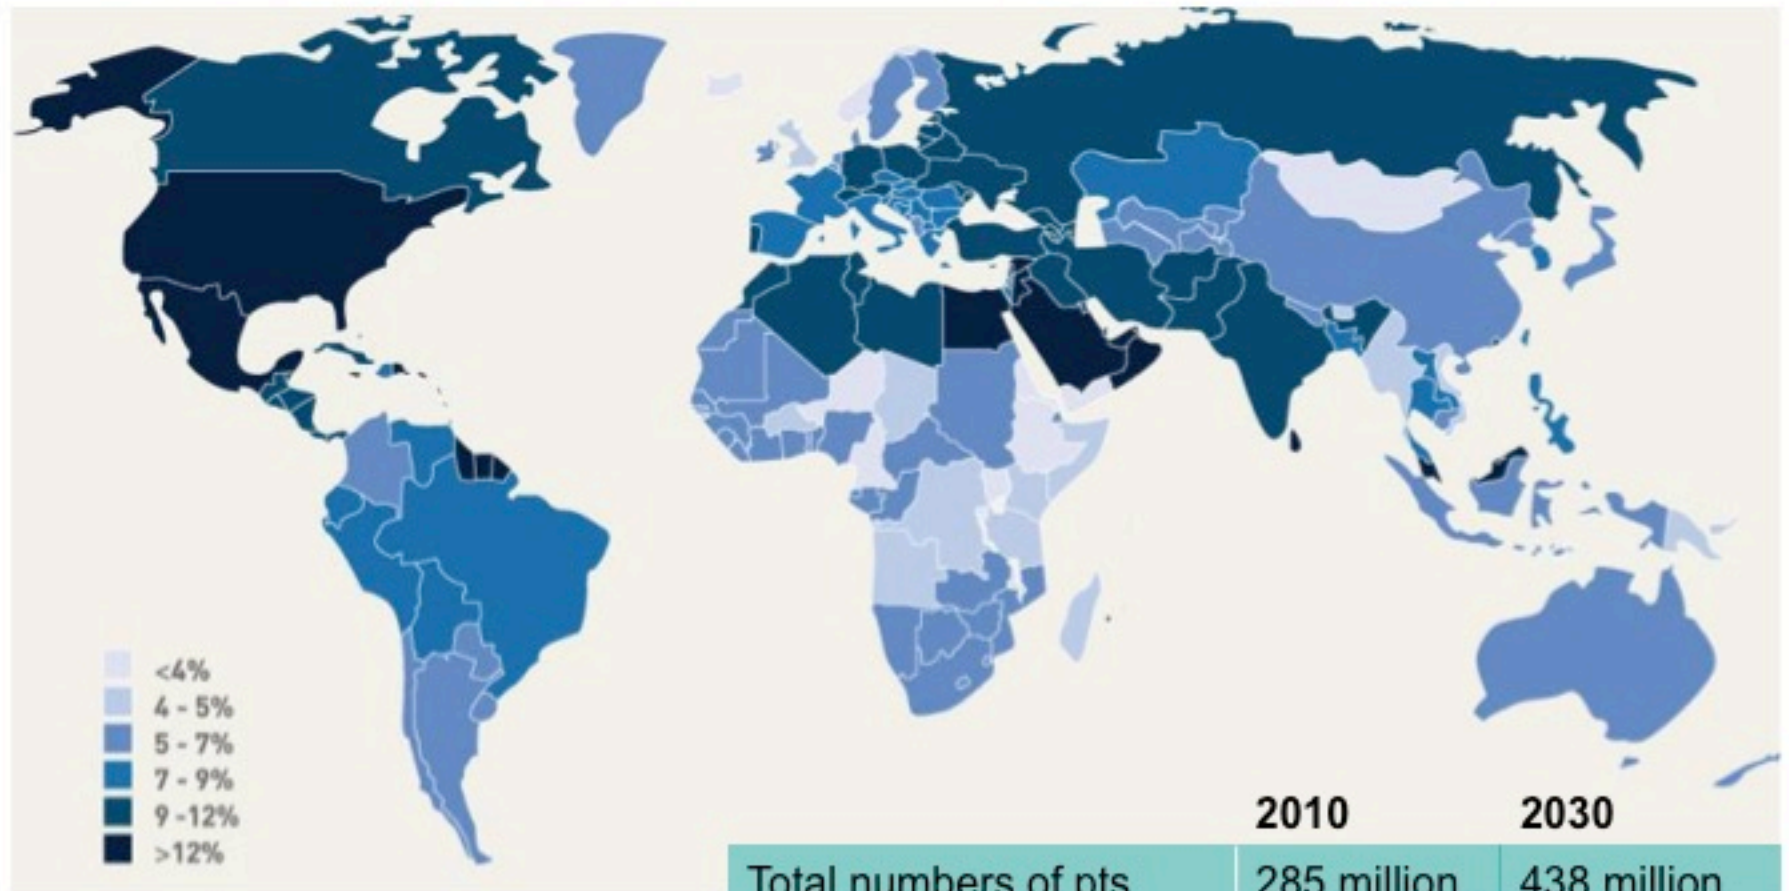 <4%
4 - 5%
5 - 7%
7 - 9%
9 -12%
>12%
2010 2030
Total numbers of pts 285 million 438 million